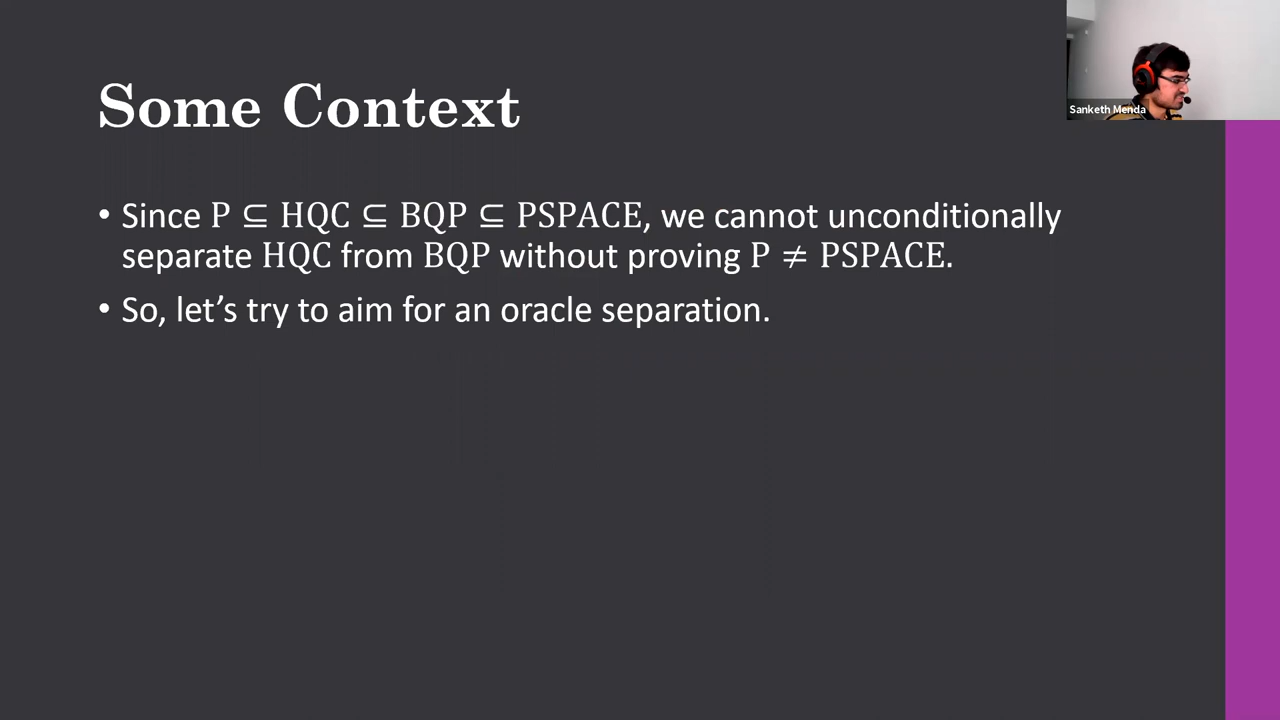 Some Context
Sanketh Menda
• Since P ⊆ HQC ⊆ BQP ⊆ PSPACE, we cannot unconditionally
separate HQC from BQP without proving P ≠ PSPACE.
• So, let’s try to aim for an oracle separation.